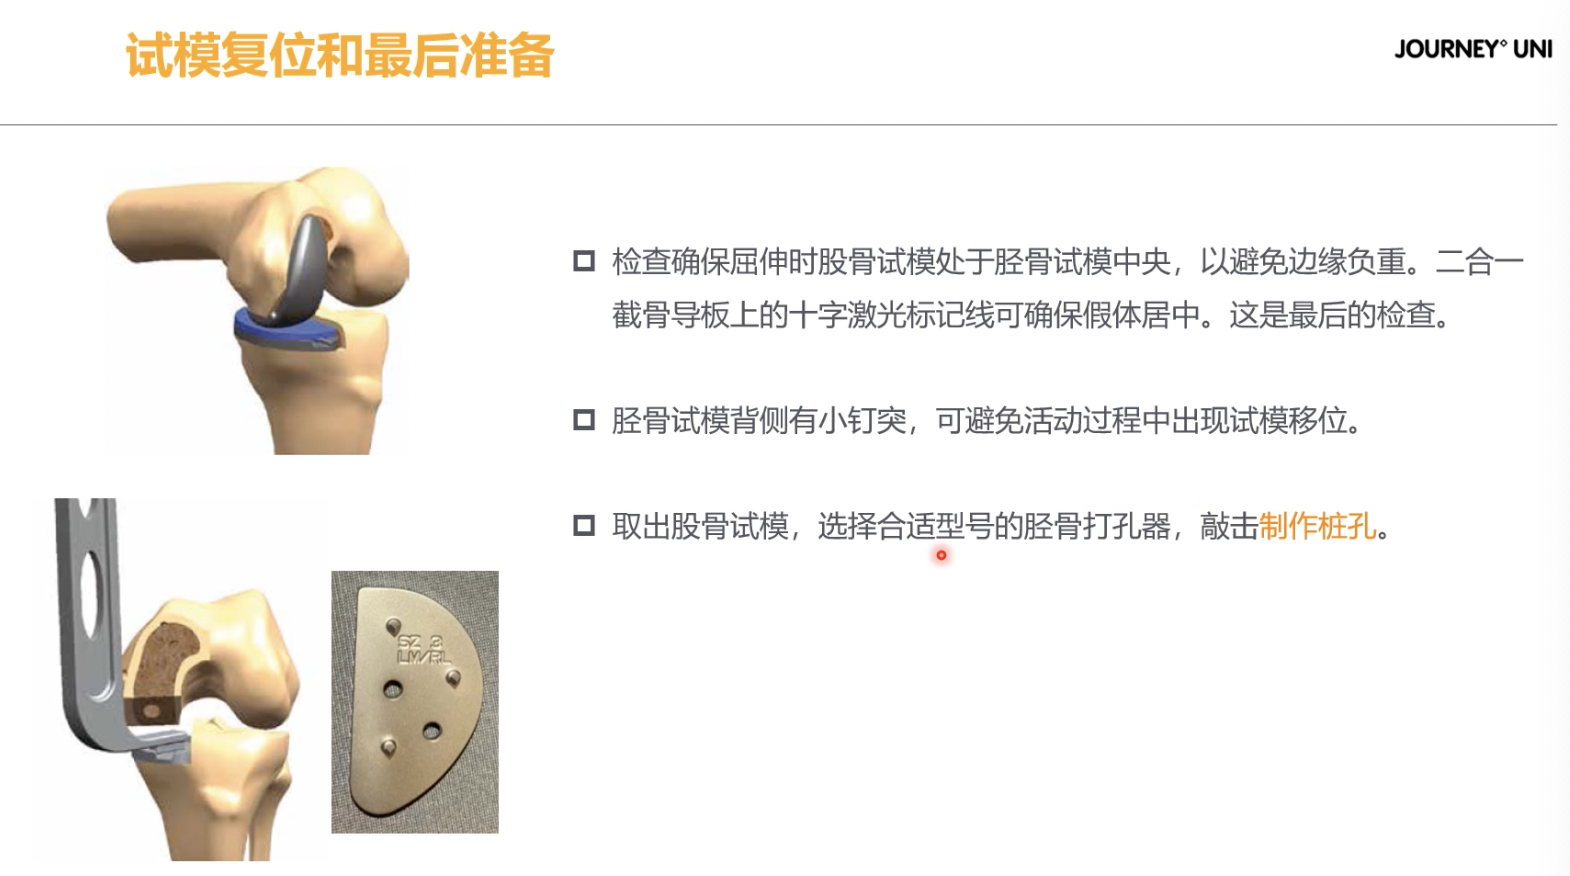 试模复位和最后准备
JOURNEY° UNI
检查确保屈伸时股骨试模处于胫骨试模中央，以避免边缘负重。二合一
截骨导板上的十字激光标记线可确保假体居中。这是最后的检查。
胫骨试模背侧有小钉突，可避免活动过程中出现试模移位。
取出股骨试模，选择合适型号的胫骨打孔器，敲击制作桩孔。
SZ 3
LM/RL